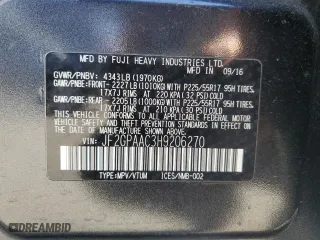 MFD BY FUJI HEAVY INDUSTRIES LTD. 09/16
GVWR/PNBV: 4343LB (1970KG)
GAWR/PNBE:FRONT- 2227LB(1010KG)WITH P225/55R17 95H TIRES,
17X7J RIMS AT 220 KPA(32 PSI)COLD
GAWR/PNBE:REAR- 2205LB(1000KG)WITH P225/55R17 95H TIRES,
17X7J RIMS AT 210 KPA(30 PSI)COLD
THIS VEHICLE CONFORMS TO ALL APPLICABLE FEDERAL MOTOR VEHICLE
SAFETY, BUMPER, AND THEFT PREVENTION STANDARDS IN EFFECT
ON THE DATE OF MANUFACTURE SHOWN ABOVE.
VIN: JF2GPAAC3H9206270
TYPE:MPV/VTUM ICES/NMB-002